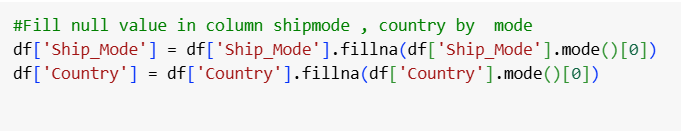 #Fill null value in column shipmode , country by  mode
df['Ship_Mode'] = df['Ship_Mode'].fillna(df['Ship_Mode'].mode()[0])
df['Country'] = df['Country'].fillna(df['Country'].mode()[0])